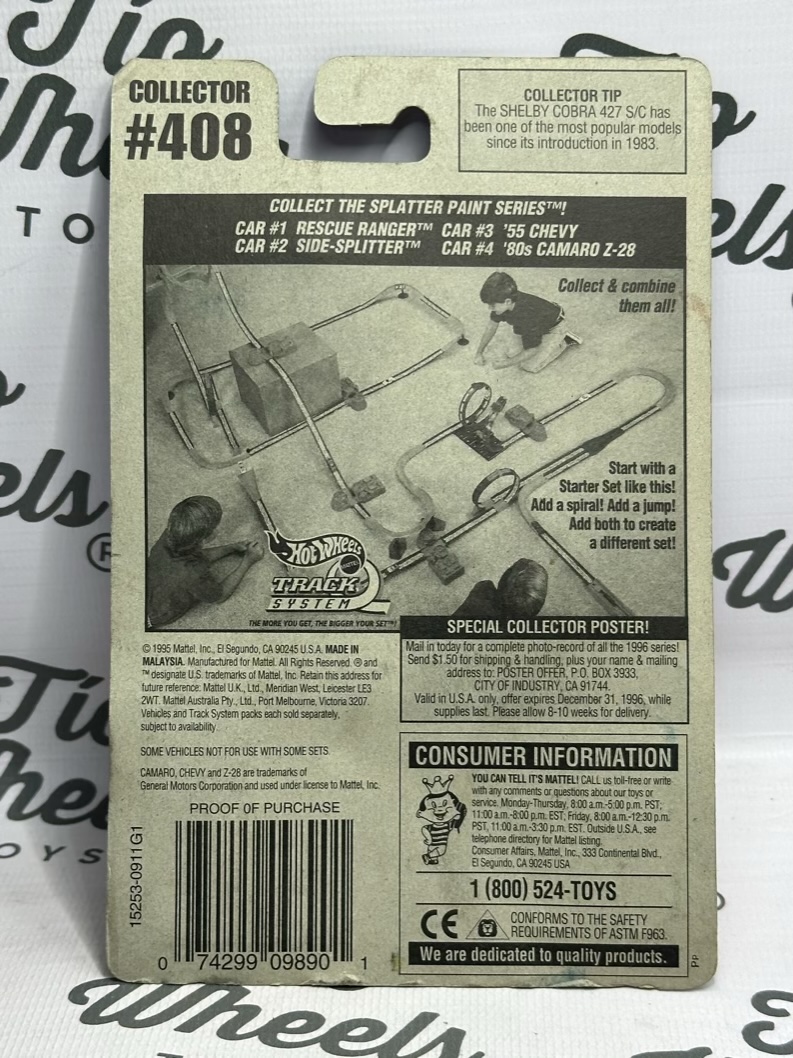 Tio
Wheels
TO
COLLECTOR
#408
COLLECTOR TIP
The SHELBY COBRA 427 S/C has
been one of the most popular models
since its introduction in 1983.
COLLECT THE SPLATTER PAINT SERIES™!
CAR #1 RESCUE RANGER™ CAR #3 '55 CHEVY
CAR #2 SIDE-SPLITTER™ CAR #4 '80s CAMARO Z-28
Collect & combine
them all!
Start with a
Starter Set like this!
Add a spiral! Add a jump!
Add both to create
a different set!
HOT WHEELS
MATTEL
TRACK
SYSTEM
THE MORE YOU GET, THE BIGGER YOUR SET™!
SPECIAL COLLECTOR POSTER!
Mail in today for a complete photo-record of all the 1996 series!
Send $1.50 for shipping & handling, plus your name & mailing
address to: POSTER OFFER, P.O. BOX 3933,
CITY OF INDUSTRY, CA 91744.
Valid in U.S.A. only, offer expires December 31, 1996, while
supplies last. Please allow 8-10 weeks for delivery.
© 1995 Mattel, Inc., El Segundo, CA 90245 U.S.A. MADE IN
MALAYSIA. Manufactured for Mattel. All Rights Reserved. ® and
™ designate U.S. trademarks of Mattel, Inc. Retain this address for
future reference: Mattel U.K., Ltd., Meridian West, Leicester LE3
2WT. Mattel Australia Pty., Ltd., Port Melbourne, Victoria 3207.
Vehicles and Track System packs each sold separately,
subject to availability.
SOME VEHICLES NOT FOR USE WITH SOME SETS.
CAMARO, CHEVY and Z-28 are trademarks of
General Motors Corporation and used under license to Mattel, Inc.
PROOF OF PURCHASE
15253-0911G1
0 74299 09890 1
CONSUMER INFORMATION
YOU CAN TELL IT'S MATTEL! CALL us toll-free or write
with any comments or questions about our toys or
service, Monday-Thursday, 8:00 a.m.-5:00 p.m. PST;
11:00 a.m.-8:00 p.m. EST; Friday, 8:00 a.m.-12:30 p.m.
PST, 11:00 a.m.-3:30 p.m. EST. Outside U.S.A., see
telephone directory for Mattel listing.
Consumer Affairs, Mattel, Inc., 333 Continental Blvd.,
El Segundo, CA 90245 USA
1 (800) 524-TOYS
CE
CONFORMS TO THE SAFETY
REQUIREMENTS OF ASTM F963.
We are dedicated to quality products.
PP
Wheels